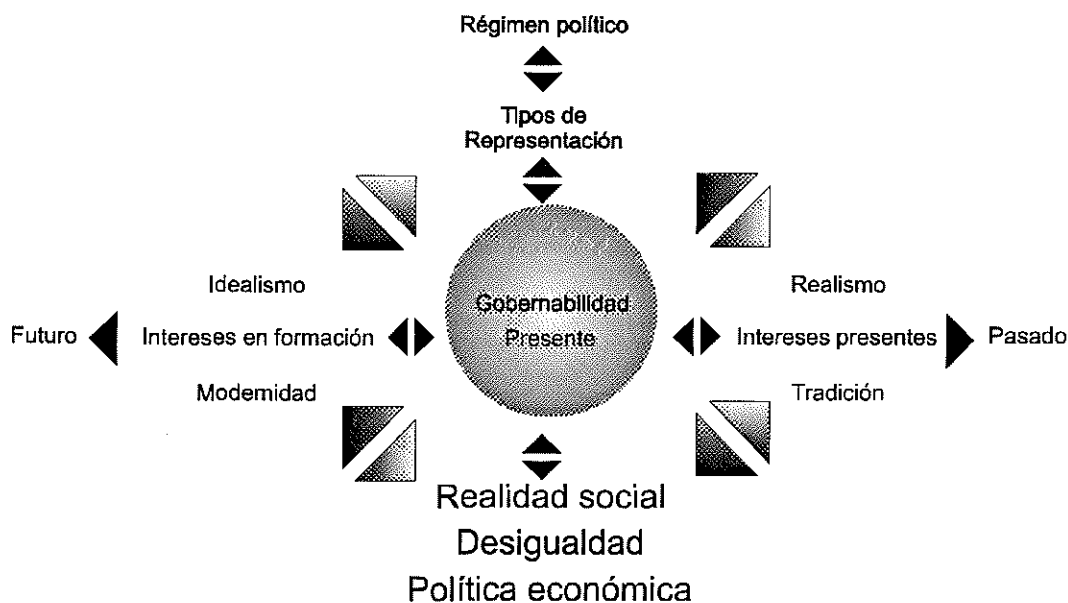 Régimen político
Tipos de
Representación
Idealismo
Realismo
Gobernabilidad
Futuro
Intereses en formación
Presente
Intereses presentes
Pasado
Modernidad
Tradición
Realidad social
Desigualdad
Política económica